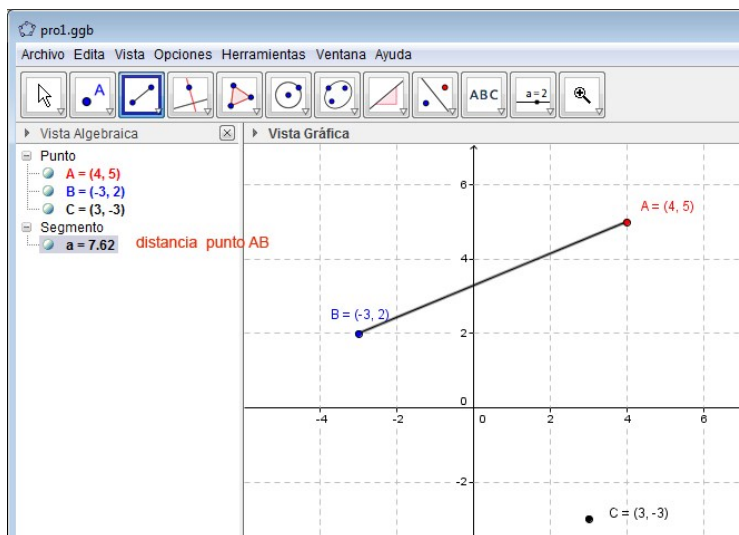 pro1.ggb
Archivo Edita Vista Opciones Herramientas Ventana Ayuda
A
ABC
a=2
Vista Algebraica
Vista Gráfica
Punto
A = (4, 5)
B = (-3, 2)
C = (3, -3)
Segmento
a = 7.62 distancia punto AB
6
A = (4, 5)
4
B = (-3, 2)
2
0
-4 -2 0 2 4 6
-2
C = (3, -3)